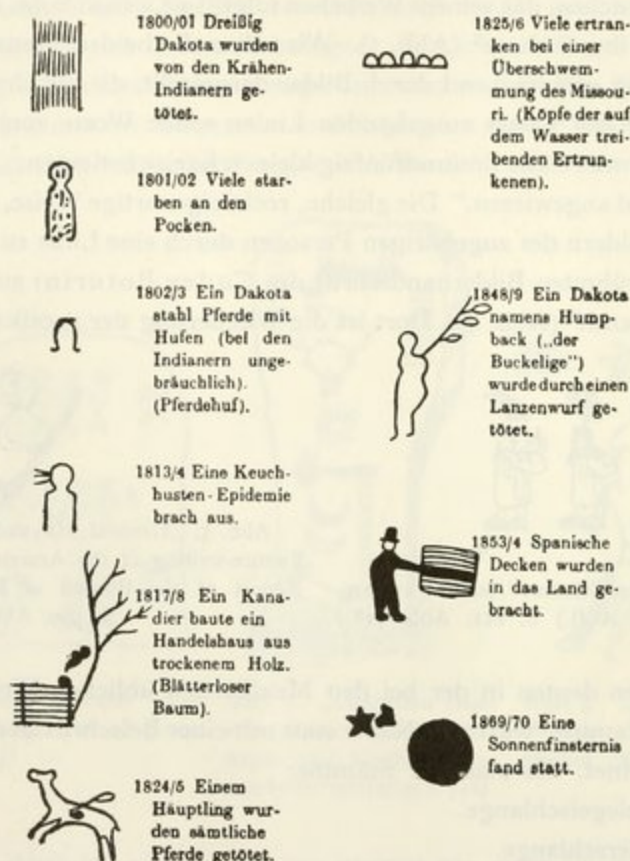 1800/01 Dreißig
Dakota wurden
von den Krähen-
Indianern ge-
tötet.
1801/02 Viele star-
ben an den
Pocken.
1802/3 Ein Dakota
stahl Pferde mit
Hufen (bei den
Indianern unge-
bräuchlich).
(Pferdehuf).
1813/4 Eine Keuch-
husten-Epidemie
brach aus.
1817/8 Ein Kana-
dier baute ein
Handelshaus aus
trockenem Holz.
(Blätterloser
Baum).
1824/5 Einem
Häuptling wur-
den sämtliche
Pferde getötet.
1825/6 Viele ertran-
ken bei einer
Überschwem-
mung des Missou-
ri. (Köpfe der auf
dem Wasser trei-
benden Ertrun-
kenen).
1848/9 Ein Dakota
namens Hump-
back („der
Buckelige")
wurde durch einen
Lanzenwurf ge-
tötet.
1853/4 Spanische
Decken wurden
in das Land ge-
bracht.
1869/70 Eine
Sonnenfinsternis
fand statt.